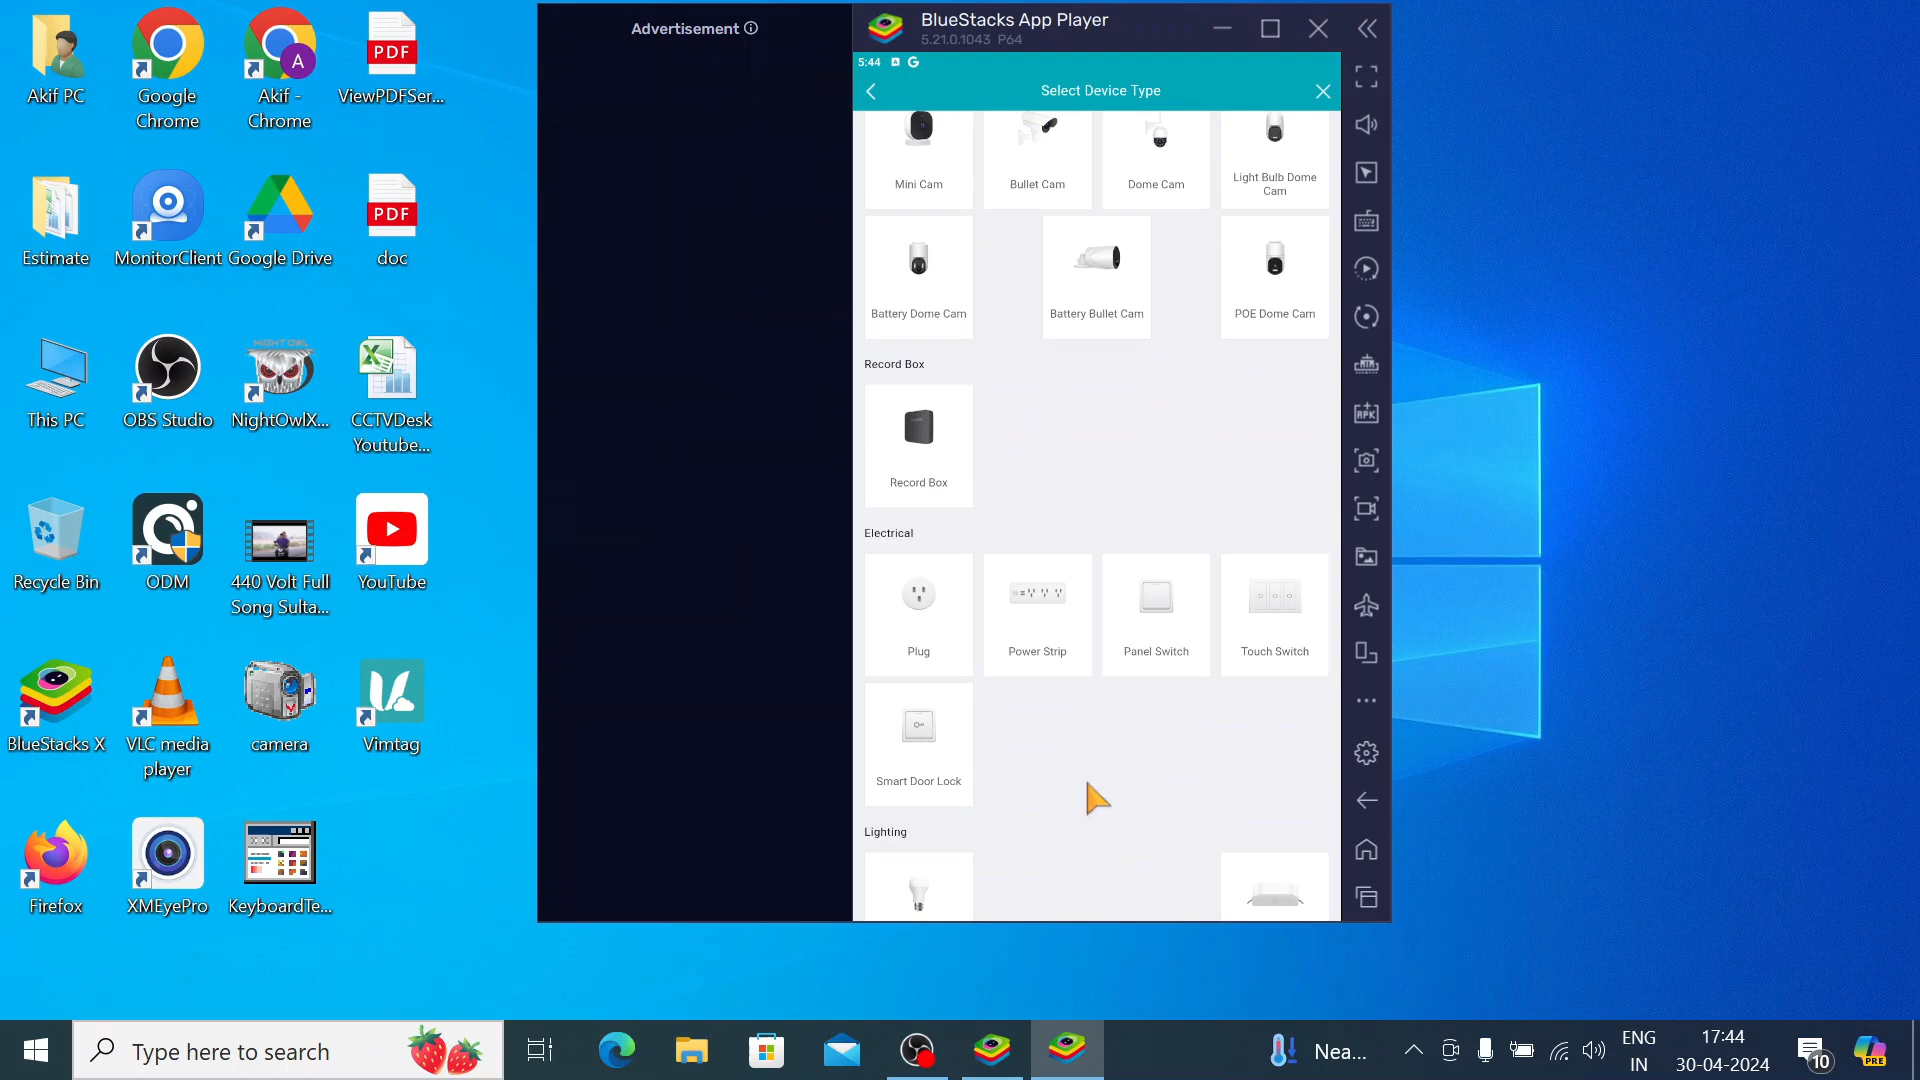 Akif PC
Google
Chrome
Akif -
Chrome
A
PDF
ViewPDFSer...
Estimate
MonitorClient
Google Drive
PDF
doc
This PC
OBS Studio
NIGHT OWL
NightOwlX...
CCTVDesk
Youtube...
Recycle Bin
ODM
440 Volt Full
Song Sulta...
YouTube
BlueStacks X
VLC media
player
camera
Vimtag
Firefox
XMEyePro
KeyboardTe...
Advertisement
BlueStacks App Player
5.21.0.1043 P64
5:44
Select Device Type
Mini Cam
Bullet Cam
Dome Cam
Light Bulb Dome
Cam
Battery Dome Cam
Battery Bullet Cam
POE Dome Cam
Record Box
Record Box
Electrical
Plug
Power Strip
Panel Switch
Touch Switch
Smart Door Lock
Lighting
APK
Type here to search
Nea...
ENG
IN
17:44
30-04-2024
10
PRE